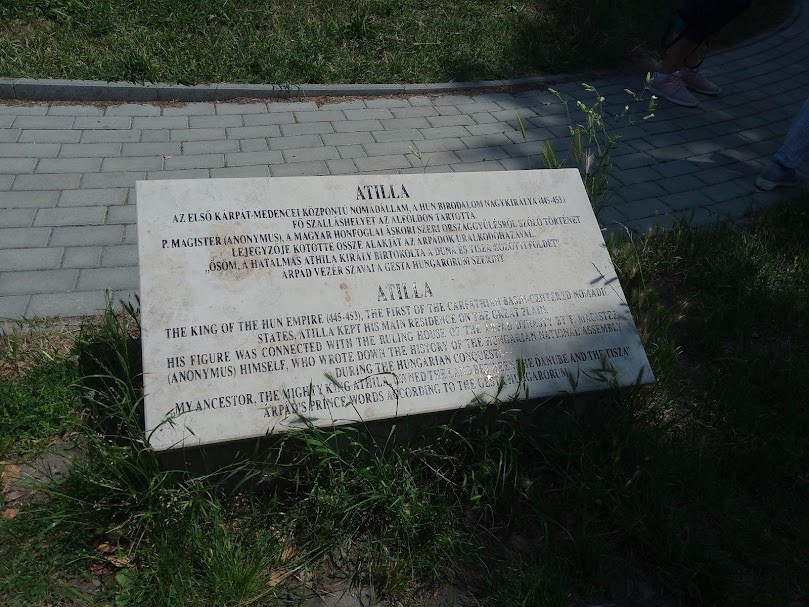 ATILLA
AZ ELSŐ KÁRPÁT-MEDENCEI KÖZPONTÚ NOMÁDÁLLAM, A HUN BIRODALOM NAGYKIRÁLYA (445-453)
FŐ SZÁLLÁSHELYÉT AZ ALFÖLDÖN TARTOTTA.
P. MAGISTER (ANONYMUS), A MAGYAR HONFOGLALÁSKORI SZERI ORSZÁGGYŰLÉSRŐL SZÓLÓ TÖRTÉNET
LEJEGYZŐJE KÖTÖTTE ÖSSZE ALAKJÁT AZ ÁRPÁDOK URALKODÓHÁZÁVAL.
„ŐSÖM, A HATALMAS ATHILA KIRÁLY BIRTOKOLTA A DUNA ÉS TISZA KÖZÖTTI FÖLDET”
ÁRPÁD VEZÉR SZAVAI A GESTA HUNGARORUM SZERINT
ATILLA
THE KING OF THE HUN EMPIRE (445-453), THE FIRST OF THE CARPATHIAN BASIN-CENTERED NOMADIC
STATES, ATILLA KEPT HIS MAIN RESIDENCE ON THE GREAT PLAIN.
HIS FIGURE WAS CONNECTED WITH THE RULING HOUSE OF THE ÁRPÁD DYNASTY BY P. MAGISTER
(ANONYMUS) HIMSELF, WHO WROTE DOWN THE HISTORY OF THE HUNGARIAN NATIONAL ASSEMBLY
DURING THE HUNGARIAN CONQUEST.
„MY ANCESTOR, THE MIGHTY KING ATHILA OWNED THE LAND BETWEEN THE DANUBE AND THE TISZA”
ÁRPÁD'S PRINCE WORDS ACCORDING TO THE GESTA HUNGARORUM